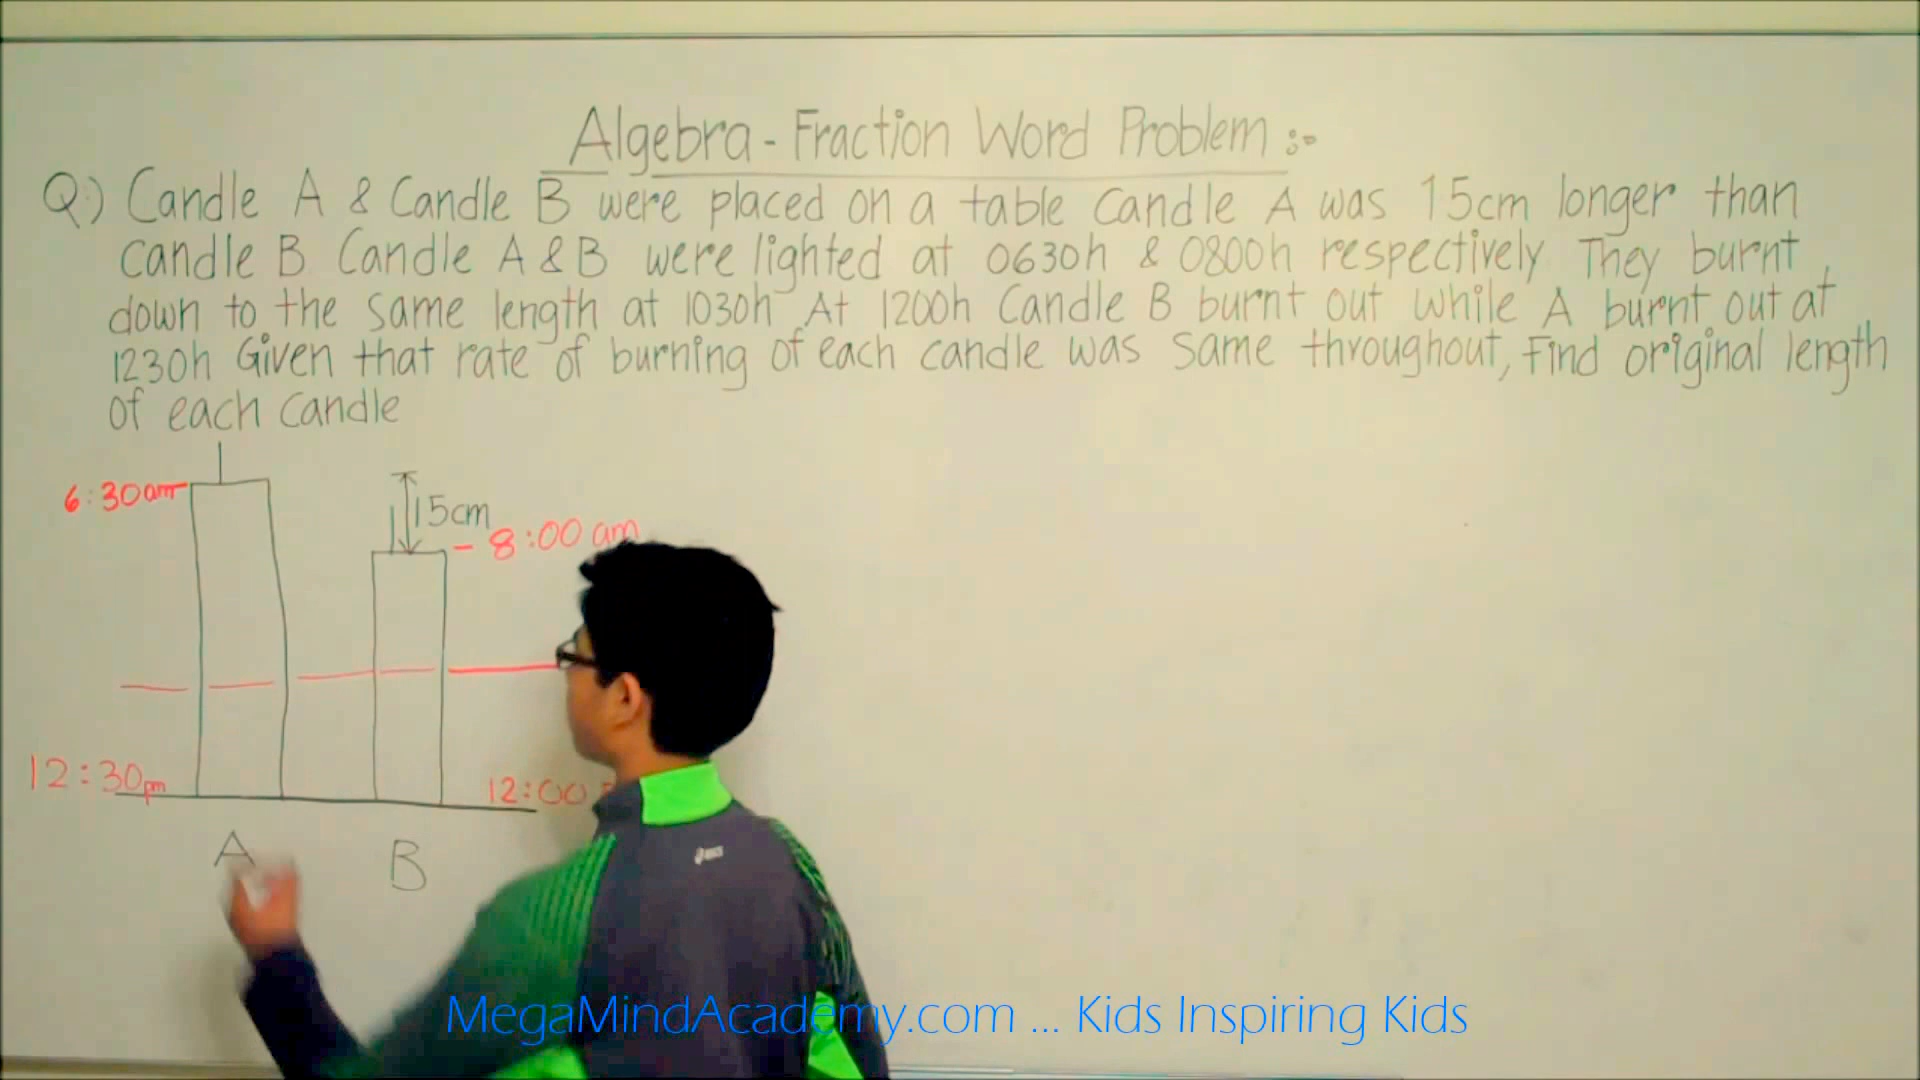 Algebra - Fraction Word Problem :-
Q) Candle A & Candle B were placed on a table Candle A was 15cm longer than
Candle B Candle A & B were lighted at 0630h & 0800h respectively They burnt
down to the same length at 1030h At 1200h Candle B burnt out while A burnt out at
1230h Given that rate of burning of each candle was same throughout, Find original length
of each candle
6:30am
15cm
- 8:00 am
12:30pm
12:00
A
B
asics
MegaMindAcademy.com ... Kids Inspiring Kids